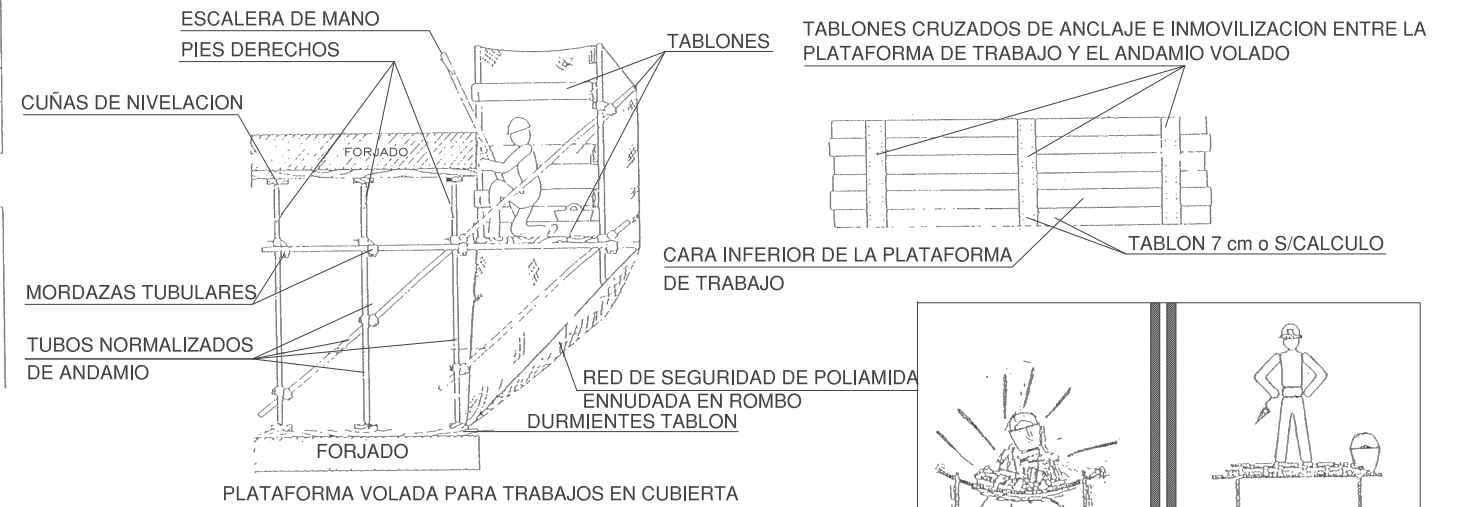 ESCALERA DE MANO
PIES DERECHOS
CUÑAS DE NIVELACION
TABLONES
FORJADO
MORDAZAS TUBULARES
TUBOS NORMALIZADOS
DE ANDAMIO
RED DE SEGURIDAD DE POLIAMIDA
ENNUDADA EN ROMBO
DURMIENTES TABLON
FORJADO
PLATAFORMA VOLADA PARA TRABAJOS EN CUBIERTA
TABLONES CRUZADOS DE ANCLAJE E INMOVILIZACION ENTRE LA
PLATAFORMA DE TRABAJO Y EL ANDAMIO VOLADO
CARA INFERIOR DE LA PLATAFORMA
DE TRABAJO
TABLON 7 cm o S/CALCULO